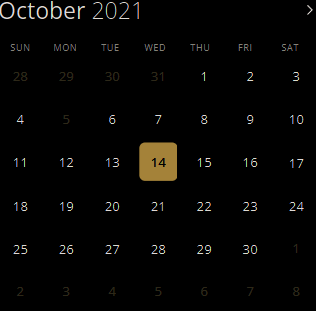 October 2021
SUN MON TUE WED THU FRI SAT
28 29 30 31 1 2 3
4 5 6 7 8 9 10
11 12 13 14 15 16 17
18 19 20 21 22 23 24
25 26 27 28 29 30 1
2 3 4 5 6 7 8